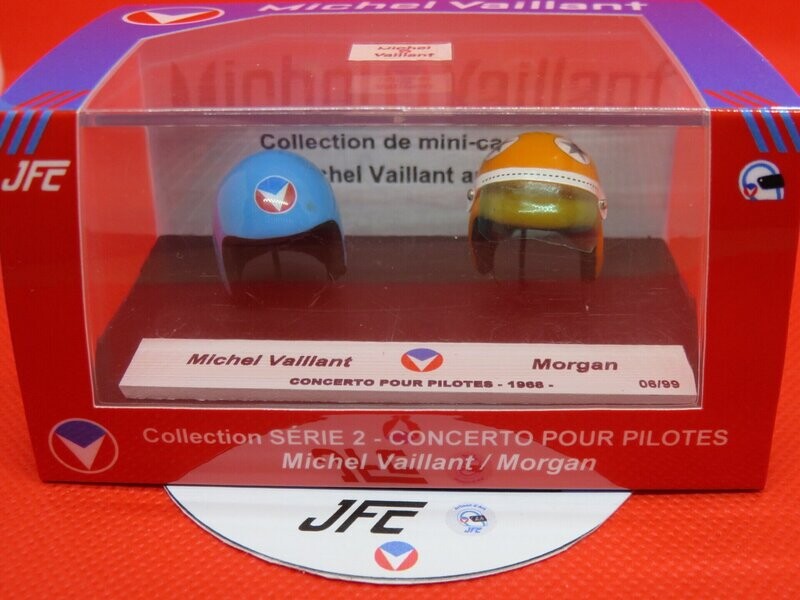 Michel Vaillant
Michel
Vaillant
Collection de mini-ca
chel Vaillant a
JFC
Michel Vaillant Morgan
CONCERTO POUR PILOTES - 1968 -
06/99
Collection SÉRIE 2 - CONCERTO POUR PILOTES
Michel Vaillant / Morgan
JFC
JFC